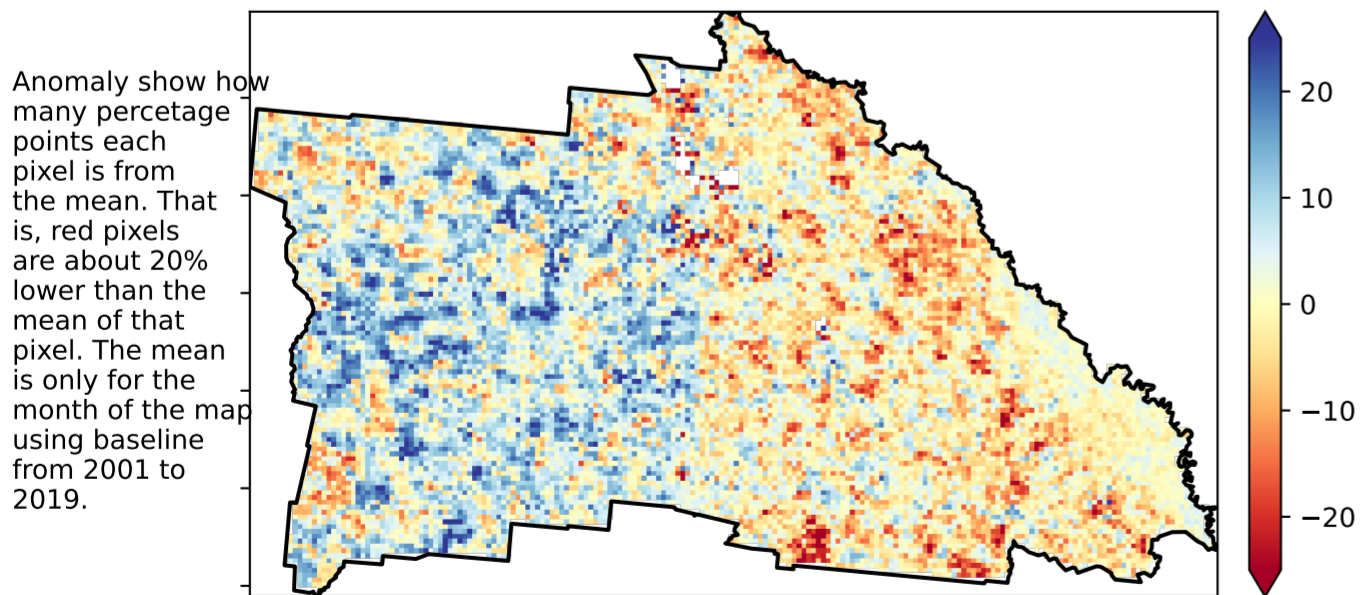 Anomaly show how
many percetage
points each
pixel is from
the mean. That
is, red pixels
are about 20%
lower than the
mean of that
pixel. The mean
is only for the
month of the map
using baseline
from 2001 to
2019.
20
10
0
−10
−20